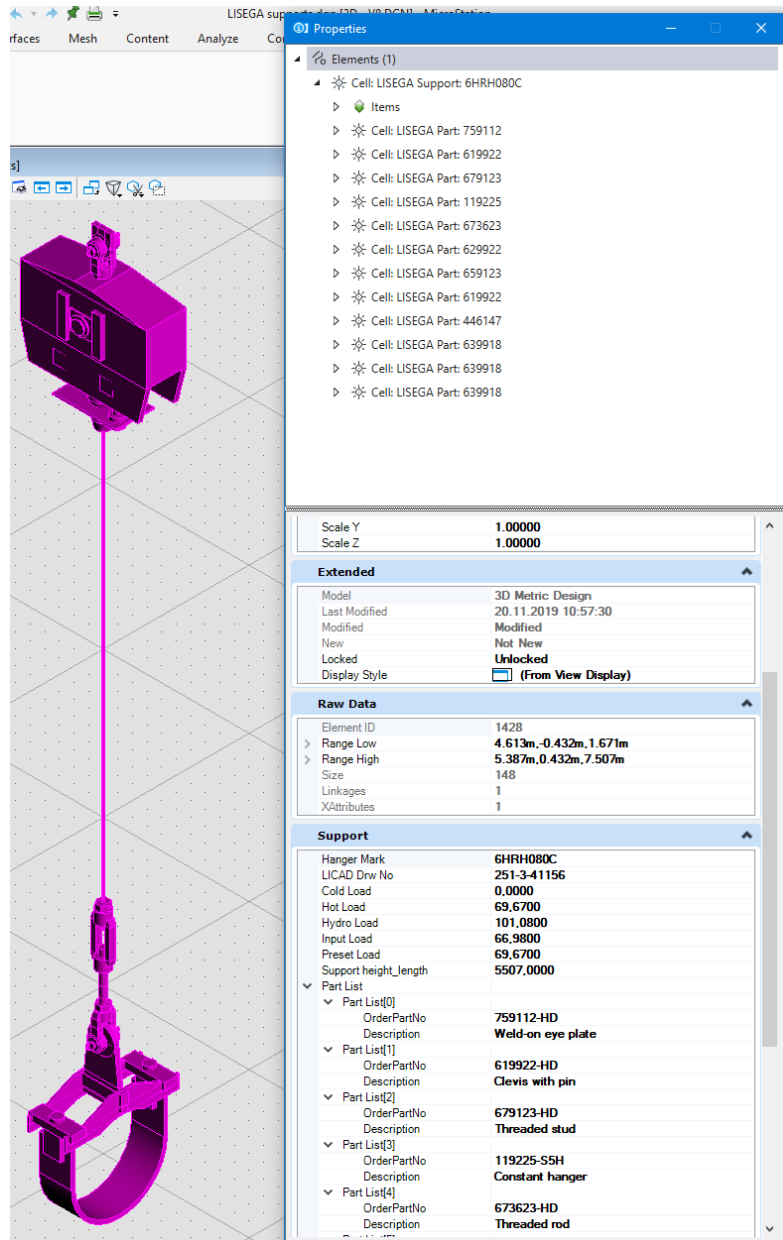 LISEGA supports.dgn [3D - V8 DGN] - MicroStation
rfaces Mesh Content Analyze
s]
Properties
Elements (1)
Cell: LISEGA Support: 6HRH080C
Items
Cell: LISEGA Part: 759112
Cell: LISEGA Part: 619922
Cell: LISEGA Part: 679123
Cell: LISEGA Part: 119225
Cell: LISEGA Part: 673623
Cell: LISEGA Part: 629922
Cell: LISEGA Part: 659123
Cell: LISEGA Part: 619922
Cell: LISEGA Part: 446147
Cell: LISEGA Part: 639918
Cell: LISEGA Part: 639918
Cell: LISEGA Part: 639918
Scale Y 1.00000
Scale Z 1.00000
Extended
Model 3D Metric Design
Last Modified 20.11.2019 10:57:30
Modified Modified
New Not New
Locked Unlocked
Display Style (From View Display)
Raw Data
Element ID 1428
Range Low 4.613m,-0.432m,1.671m
Range High 5.387m,0.432m,7.507m
Size 148
Linkages 1
XAttributes 1
Support
Hanger Mark 6HRH080C
LICAD Drw No 251-3-41156
Cold Load 0,0000
Hot Load 69,6700
Hydro Load 101,0800
Input Load 66,9800
Preset Load 69,6700
Support height_length 5507,0000
Part List
Part List[0]
OrderPartNo 759112-HD
Description Weld-on eye plate
Part List[1]
OrderPartNo 619922-HD
Description Clevis with pin
Part List[2]
OrderPartNo 679123-HD
Description Threaded stud
Part List[3]
OrderPartNo 119225-S5H
Description Constant hanger
Part List[4]
OrderPartNo 673623-HD
Description Threaded rod